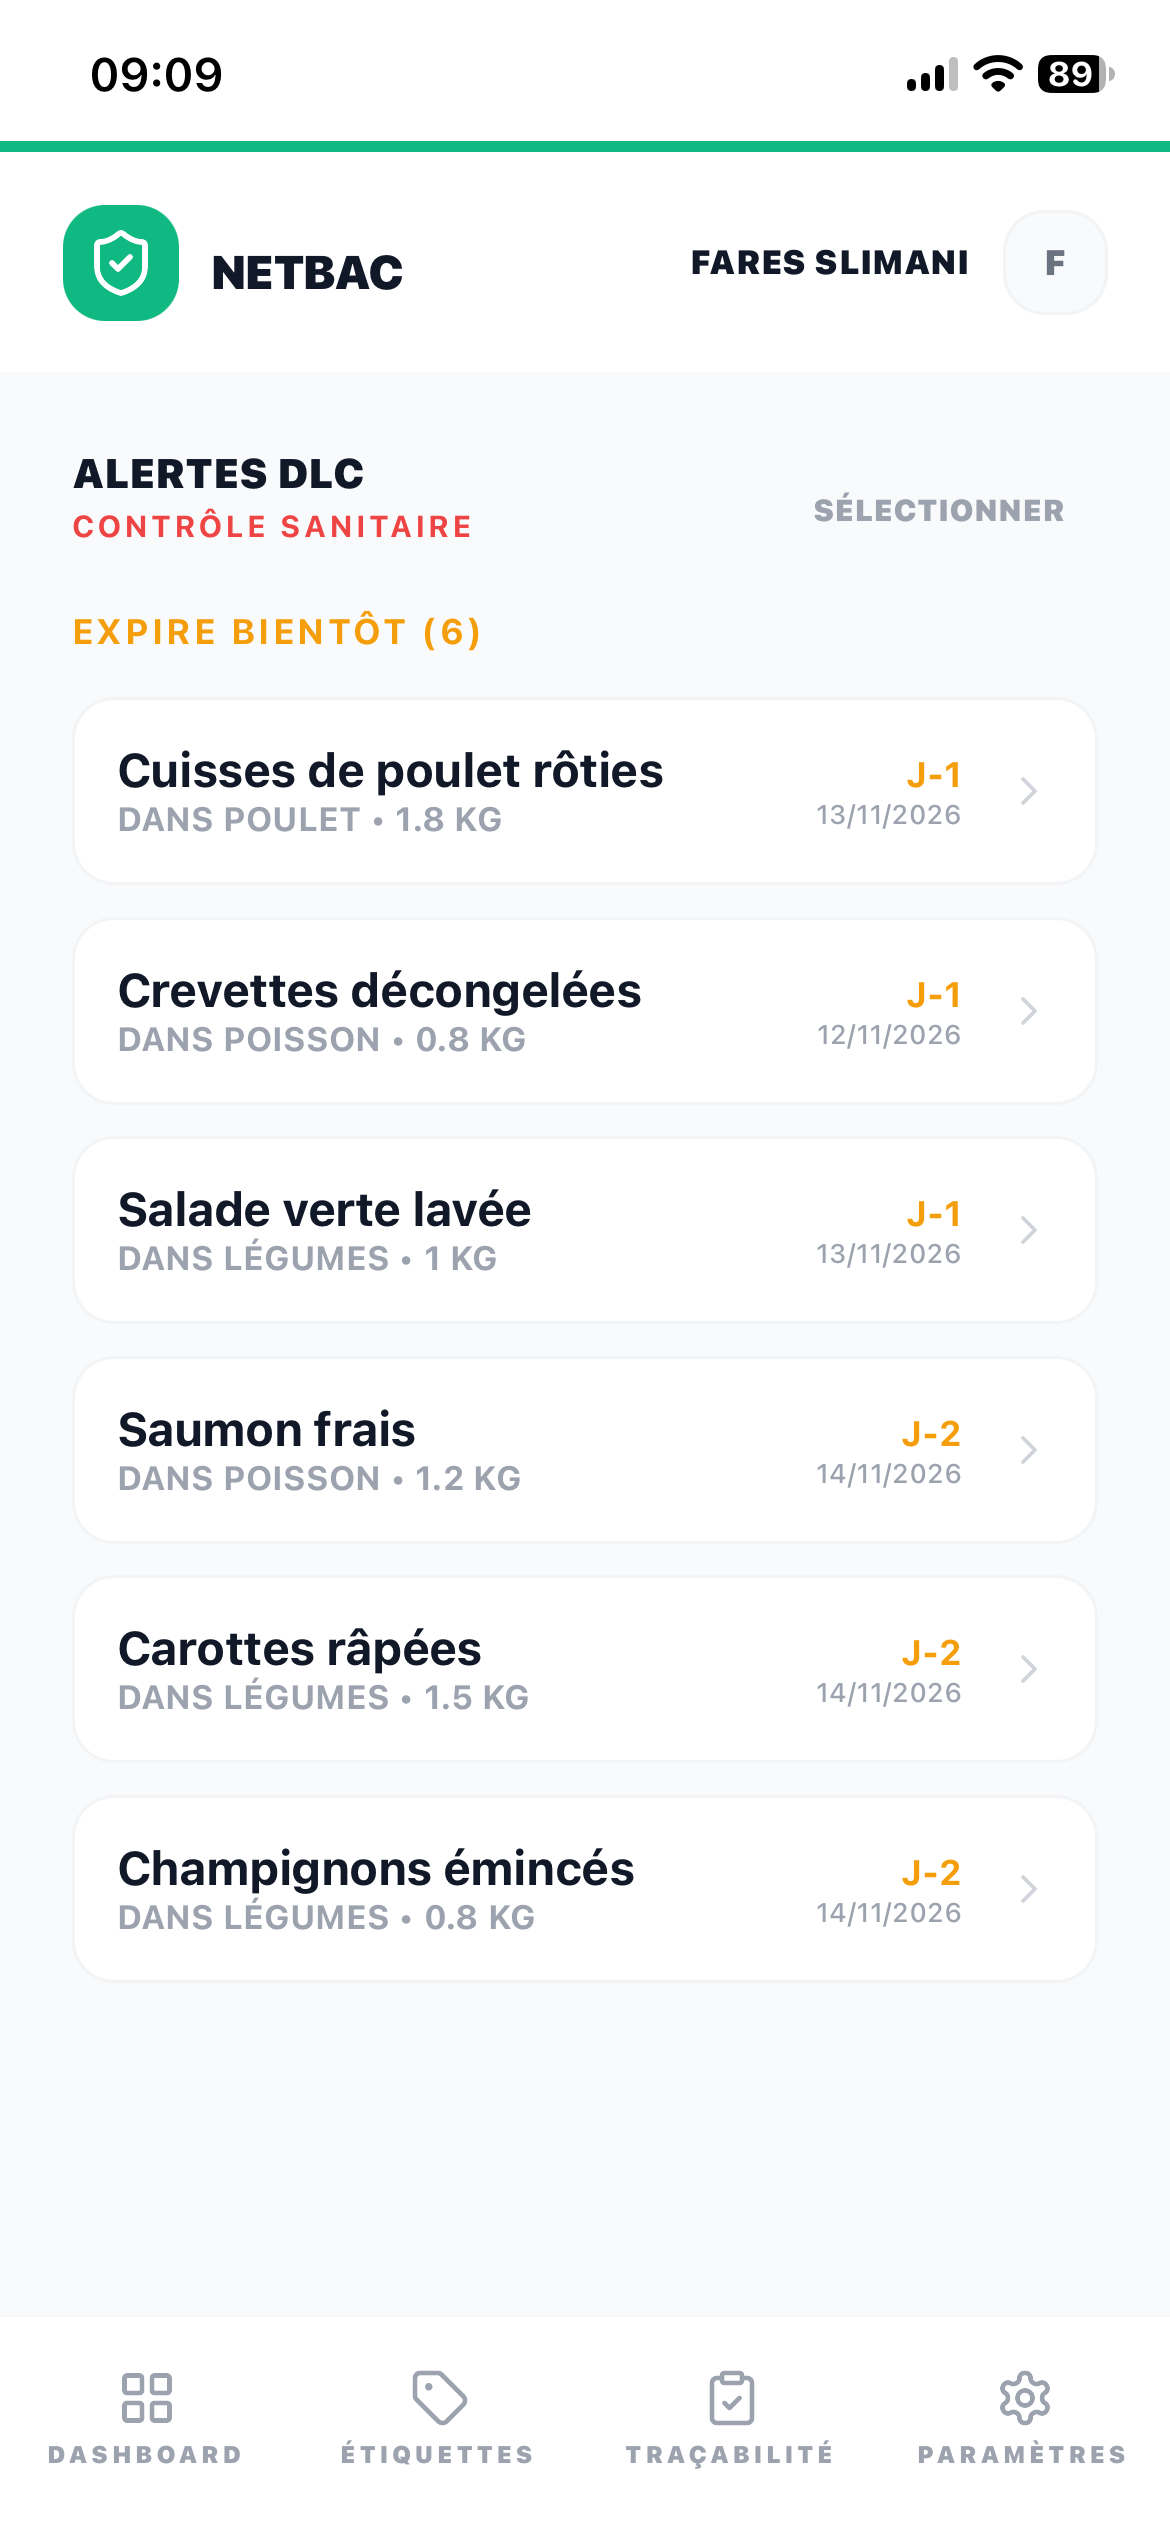 09:09
89
NETBAC
FARES SLIMANI
F
ALERTES DLC
CONTRÔLE SANITAIRE
SÉLECTIONNER
EXPIRE BIENTÔT (6)
Cuisses de poulet rôties
DANS POULET • 1.8 KG
J-1
13/11/2026
Crevettes décongelées
DANS POISSON • 0.8 KG
J-1
12/11/2026
Salade verte lavée
DANS LÉGUMES • 1 KG
J-1
13/11/2026
Saumon frais
DANS POISSON • 1.2 KG
J-2
14/11/2026
Carottes râpées
DANS LÉGUMES • 1.5 KG
J-2
14/11/2026
Champignons émincés
DANS LÉGUMES • 0.8 KG
J-2
14/11/2026
DASHBOARD
ÉTIQUETTES
TRAÇABILITÉ
PARAMÈTRES